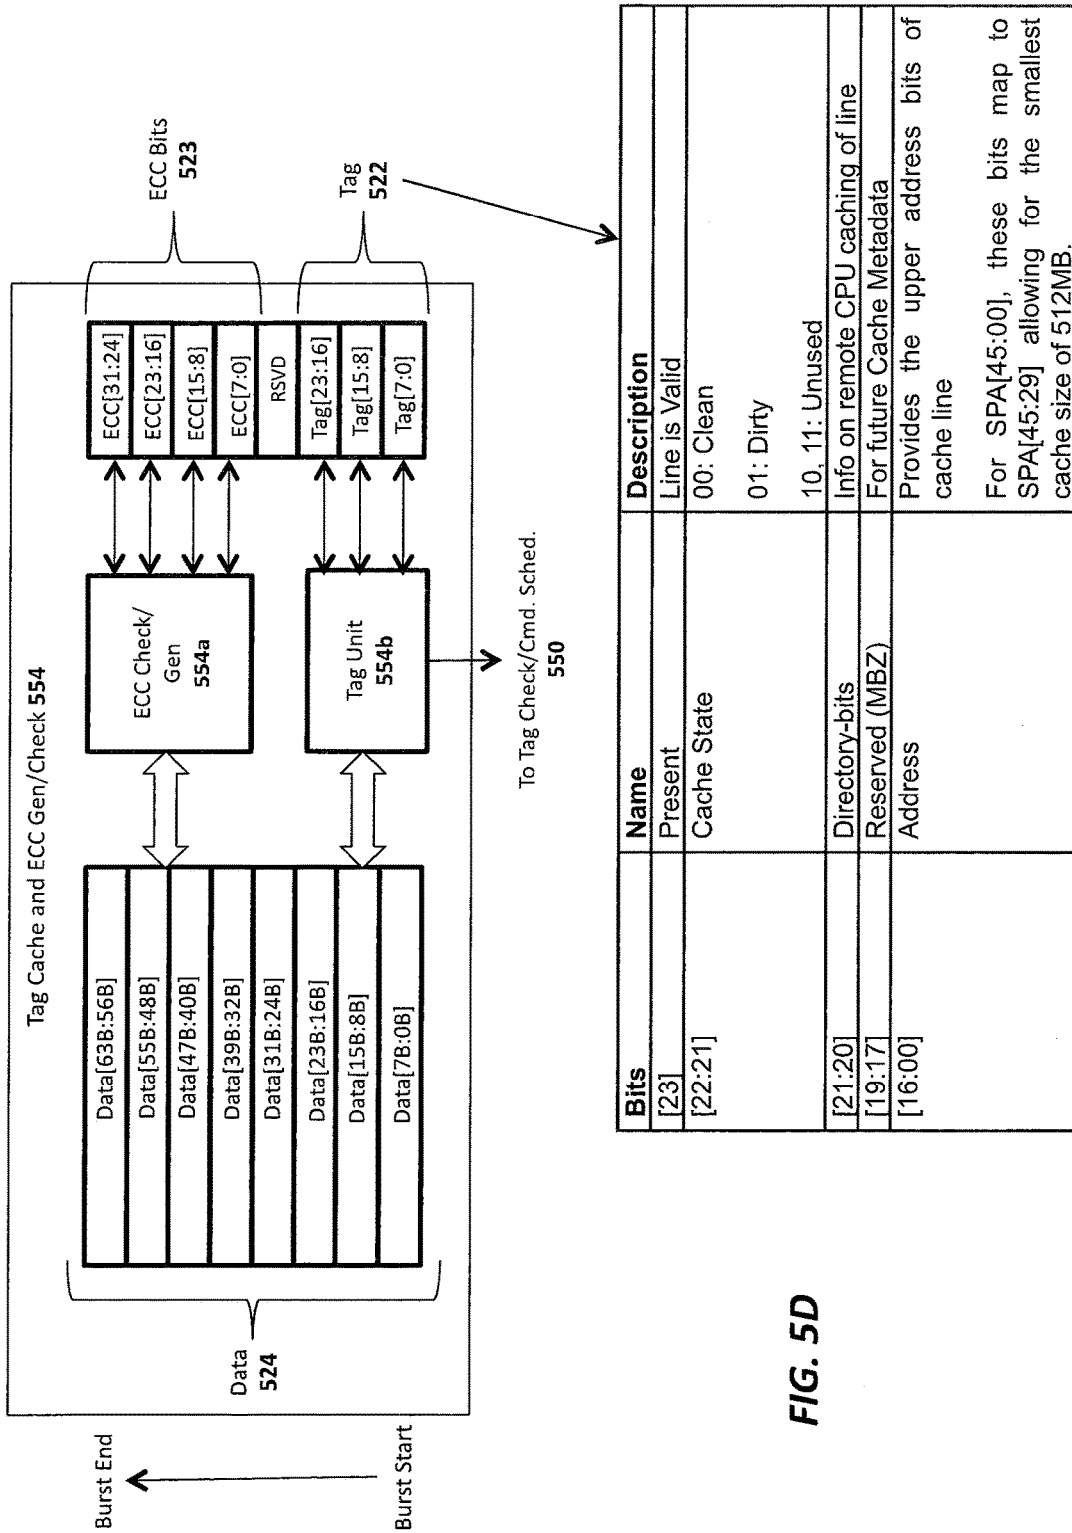 Tag Cache and ECC Gen/Check 554
Burst End
Burst Start
Data
524
Data[63B:56B]
Data[55B:48B]
Data[47B:40B]
Data[39B:32B]
Data[31B:24B]
Data[23B:16B]
Data[15B:8B]
Data[7B:0B]
ECC Check/
Gen
554a
Tag Unit
554b
To Tag Check/Cmd. Sched.
550
ECC[31:24]
ECC[23:16]
ECC[15:8]
ECC[7:0]
RSVD
Tag[23:16]
Tag[15:8]
Tag[7:0]
ECC Bits
523
Tag
522
Bits Name Description
[23] Present Line is Valid
[22:21] Cache State 00: Clean
01: Dirty
10, 11: Unused
[21:20] Directory-bits Info on remote CPU caching of line
[19:17] Reserved (MBZ) For future Cache Metadata
[16:00] Address Provides the upper address bits of
cache line
For SPA[45:00], these bits map to
SPA[45:29] allowing for the smallest
cache size of 512MB.
FIG. 5D